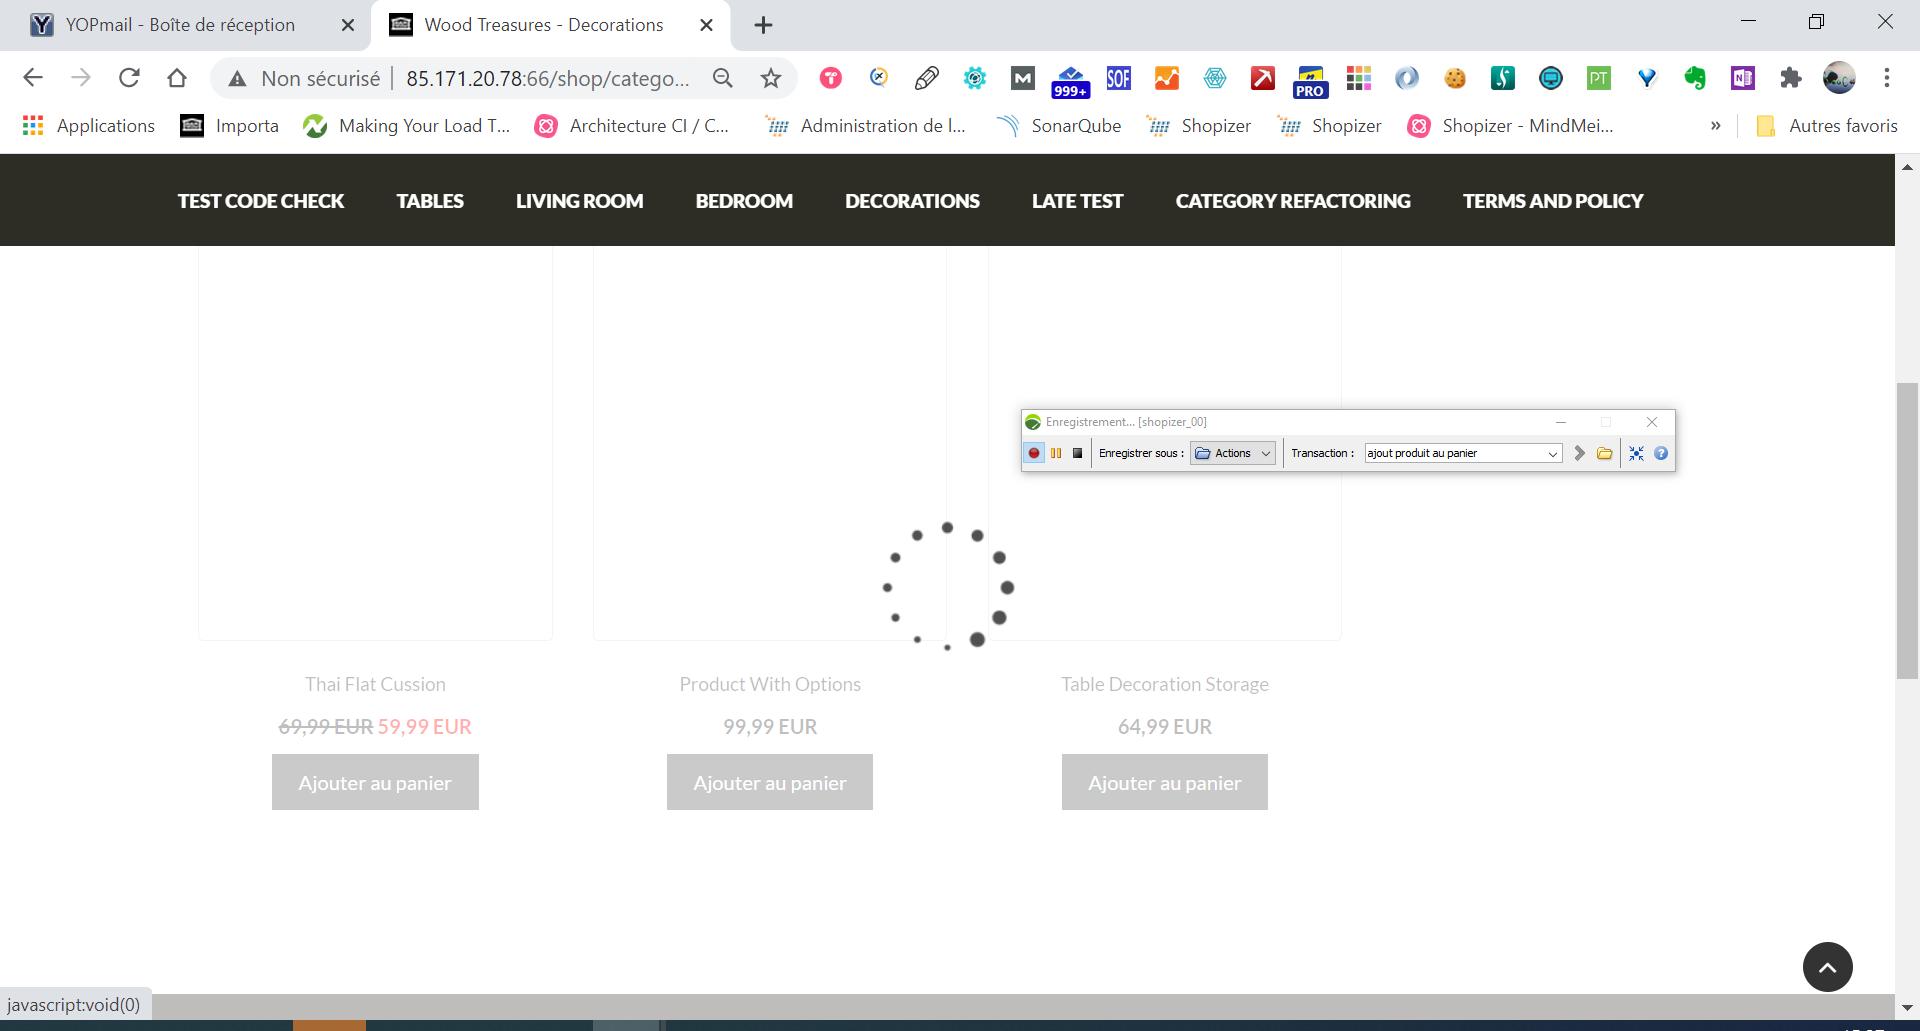 YOPmail - Boîte de réception
Wood Treasures - Decorations
Non sécurisé
85.171.20.78:66/shop/catego...
SOF
999+
PRO
PT
Applications
Importa
Making Your Load T...
Architecture CI / C...
Administration de l...
SonarQube
Shopizer
Shopizer
Shopizer - MindMei...
»
Autres favoris
TEST CODE CHECK
TABLES
LIVING ROOM
BEDROOM
DECORATIONS
LATE TEST
CATEGORY REFACTORING
TERMS AND POLICY
Enregistrement... [shopizer_00]
Enregistrer sous :
Actions
Transaction :
ajout produit au panier
Thai Flat Cussion
Product With Options
Table Decoration Storage
69,99 EUR 59,99 EUR
99,99 EUR
64,99 EUR
Ajouter au panier
Ajouter au panier
Ajouter au panier
javascript:void(0)